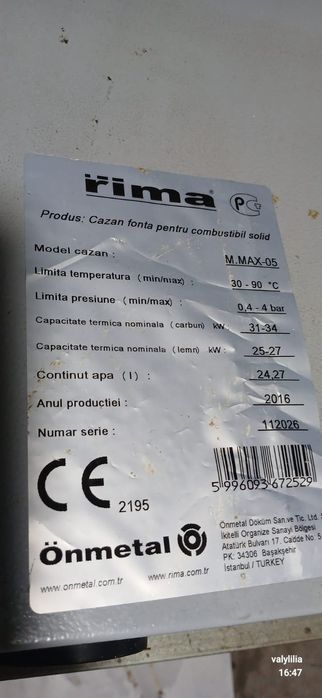 rima
Produs: Cazan fonta pentru combustibil solid
Model cazan : M.MAX-05
Limita temperatura (min/max) : 30 - 90 °C
Limita presiune (min/max) : 0,4 - 4 bar
Capacitate termica nominala (carbun) kW : 31-34
Capacitate termica nominala (lemn) kW : 25-27
Continut apa (l) : 24,27
Anul productiei : 2016
Numar serie : 112026
CE 2195
5 996093 672529
Önmetal
Önmetal Döküm San.ve Tic. Ltd.
İkitelli Organize Sanayi Bölgesi
Atatürk Bulvarı 17. Cadde No 5
PK: 34306 Başakşehir
İstanbul / TURKEY
www.onmetal.com.tr www.rima.com.tr
valylilia
16:47